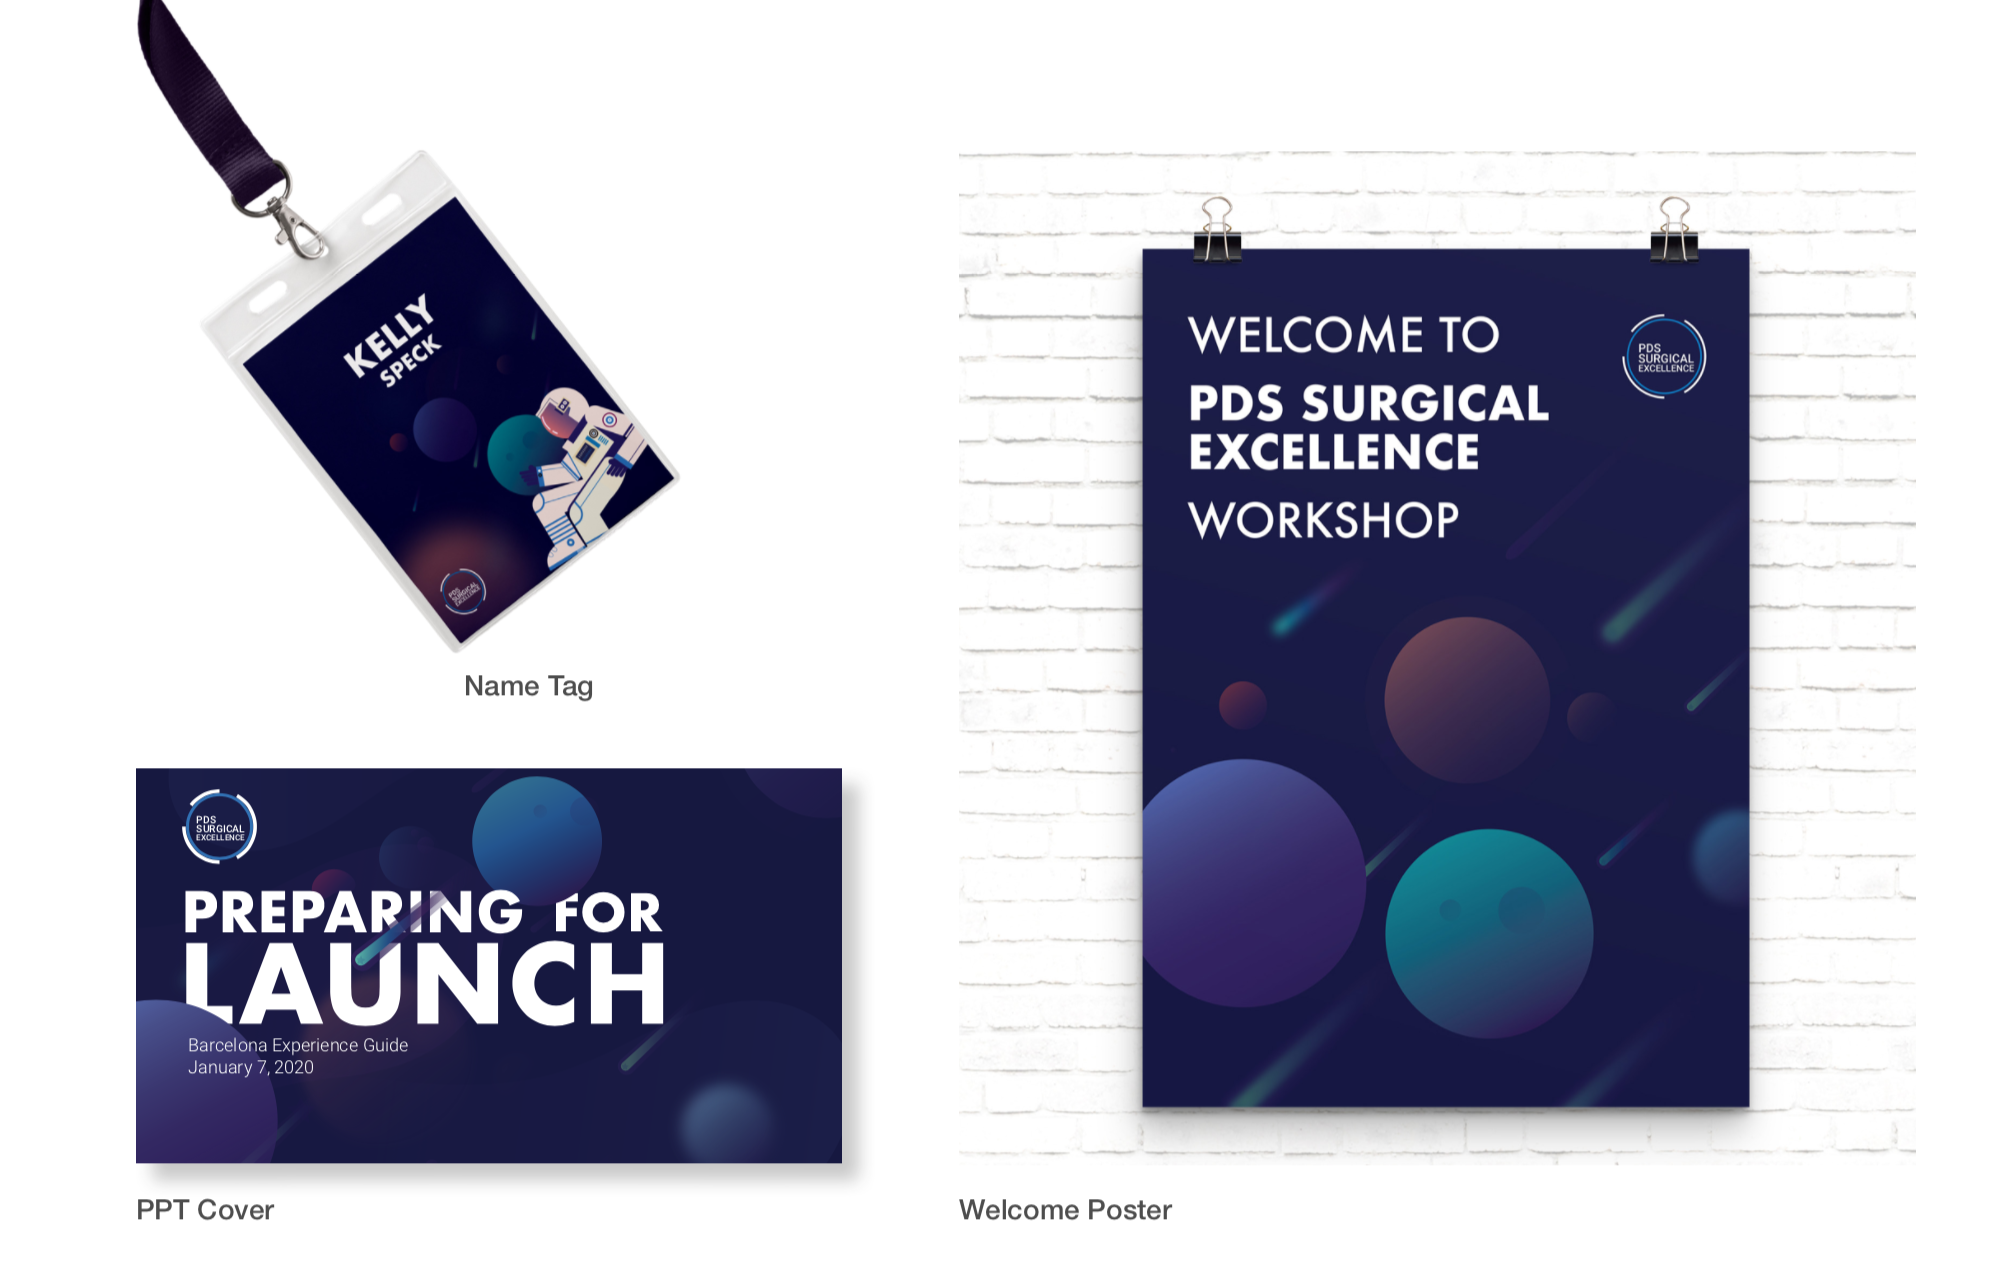 KELLY
SPECK
PDS
SURGICAL
EXCELLENCE
Name Tag
PDS
SURGICAL
EXCELLENCE
PREPARING FOR
LAUNCH
Barcelona Experience Guide
January 7, 2020
PPT Cover
WELCOME TO
PDS SURGICAL
EXCELLENCE
WORKSHOP
PDS
SURGICAL
EXCELLENCE
Welcome Poster